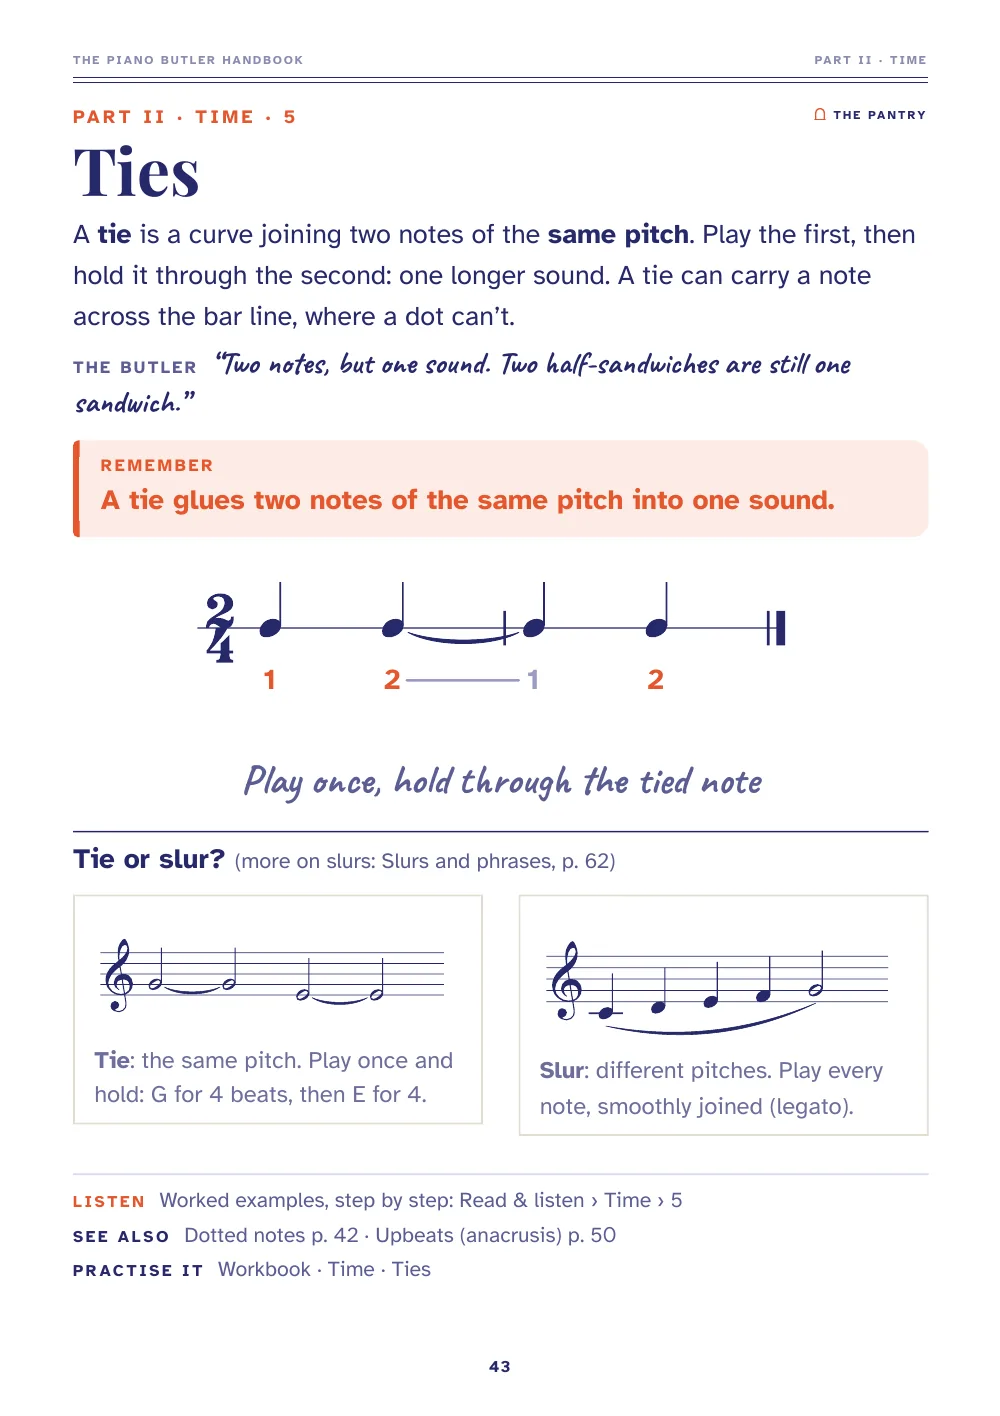 THE PIANO BUTLER HANDBOOK
PART II · TIME
PART II · TIME · 5
THE PANTRY
Ties
A tie is a curve joining two notes of the same pitch. Play the first, then
hold it through the second: one longer sound. A tie can carry a note
across the bar line, where a dot can’t.
THE BUTLER “Two notes, but one sound. Two half-sandwiches are still one
sandwich.”
REMEMBER
A tie glues two notes of the same pitch into one sound.
2
4
1 2 1 2
Play once, hold through the tied note
Tie or slur? (more on slurs: Slurs and phrases, p. 62)
Tie: the same pitch. Play once and
hold: G for 4 beats, then E for 4.
Slur: different pitches. Play every
note, smoothly joined (legato).
LISTEN Worked examples, step by step: Read & listen › Time › 5
SEE ALSO Dotted notes p. 42 · Upbeats (anacrusis) p. 50
PRACTISE IT Workbook · Time · Ties
43